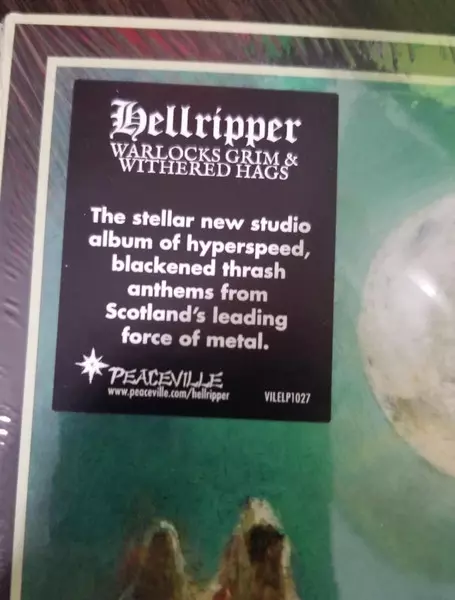 Hellripper
WARLOCKS GRIM &
WITHERED HAGS
The stellar new studio
album of hyperspeed,
blackened thrash
anthems from
Scotland's leading
force of metal.
PEACEVILLE
www.peaceville.com/hellripper
VILELP1027